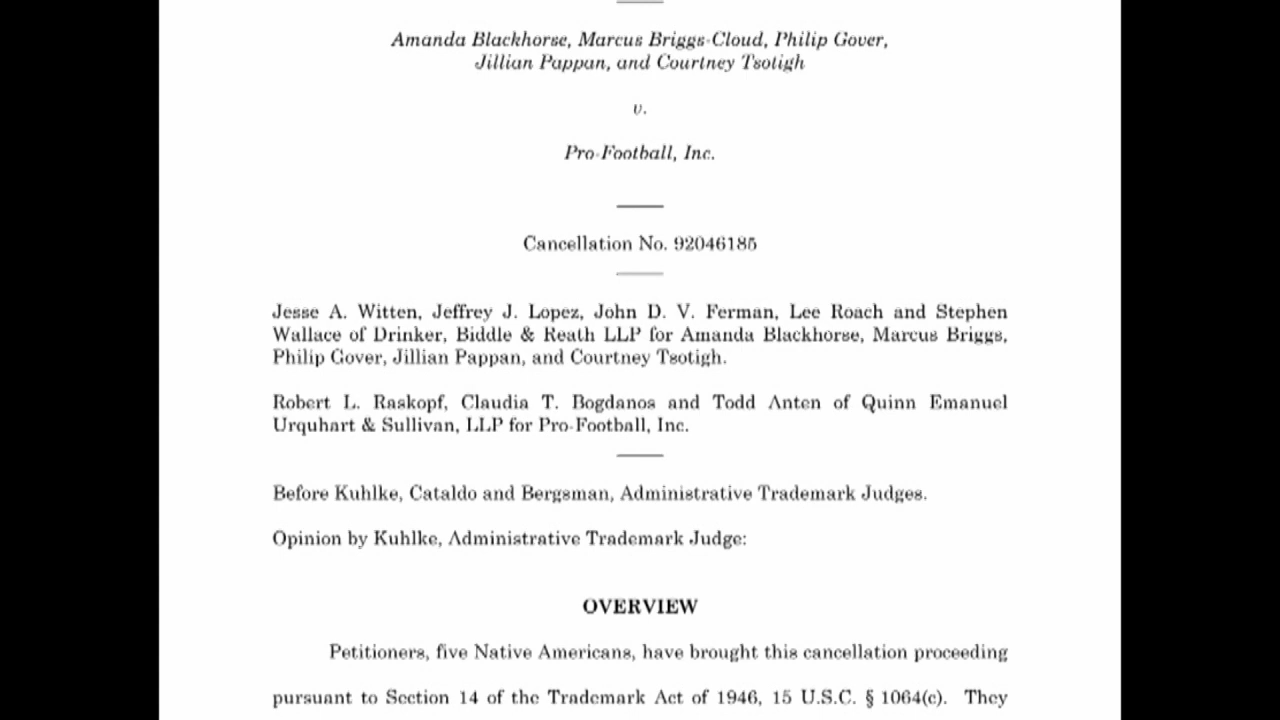 Amanda Blackhorse, Marcus Briggs-Cloud, Philip Gover,
Jillian Pappan, and Courtney Tsotigh
v.
Pro-Football, Inc.
Cancellation No. 92046185
Jesse A. Witten, Jeffrey J. Lopez, John D. V. Ferman, Lee Roach and Stephen
Wallace of Drinker, Biddle & Reath LLP for Amanda Blackhorse, Marcus Briggs,
Philip Gover, Jillian Pappan, and Courtney Tsotigh.
Robert L. Raskopf, Claudia T. Bogdanos and Todd Anten of Quinn Emanuel
Urquhart & Sullivan, LLP for Pro-Football, Inc.
Before Kuhlke, Cataldo and Bergsman, Administrative Trademark Judges.
Opinion by Kuhlke, Administrative Trademark Judge:
OVERVIEW
Petitioners, five Native Americans, have brought this cancellation proceeding
pursuant to Section 14 of the Trademark Act of 1946, 15 U.S.C. § 1064(c). They